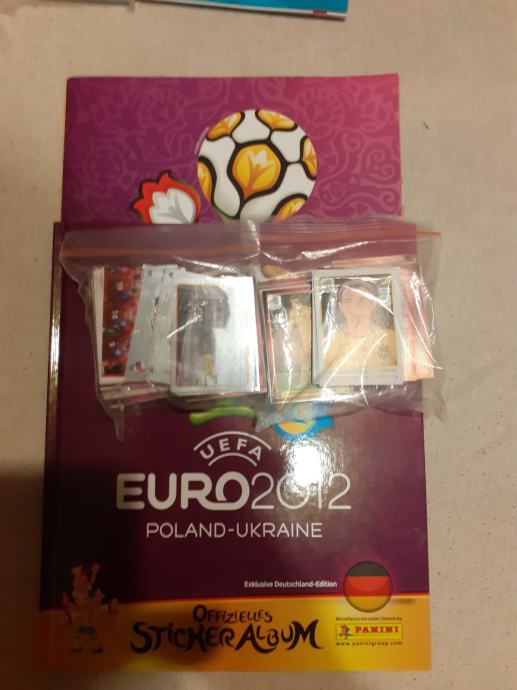 UEFA
EURO2012
POLAND-UKRAINE
Exklusive Deutschland-Edition
OFFIZIELLES
STICKERALBUM
Manufactured under licence by
PANINI
www.paninigroup.com